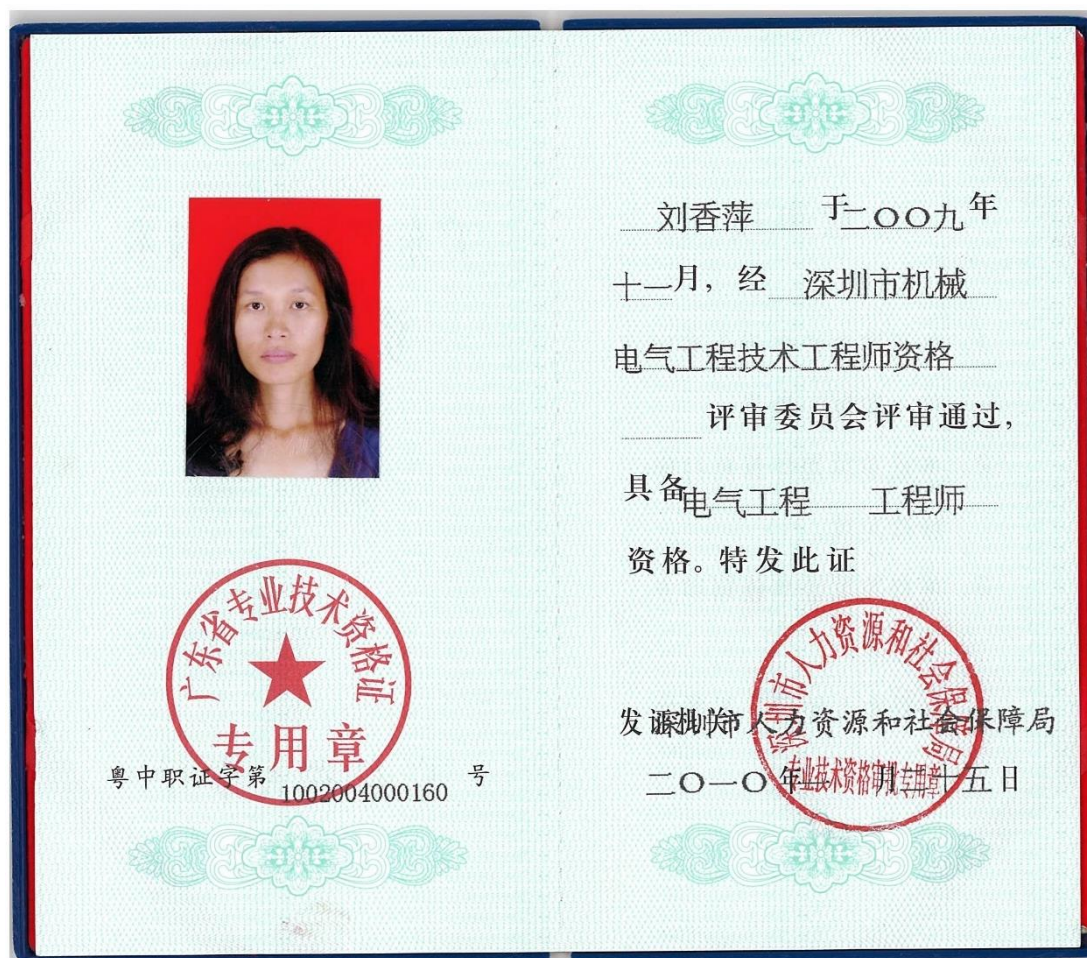 广东省专业技术资格证
专用章
粤中职证字第 1002004000160 号
刘香萍 于二〇〇九年
十一月，经 深圳市机械
电气工程技术工程师资格
评审委员会评审通过，
具备电气工程 工程师
资格。特发此证
深圳市人力资源和社会保障局
专业技术资格审批专用章
发证机关 深圳市人力资源和社会保障局
二〇一〇年 月 十五日